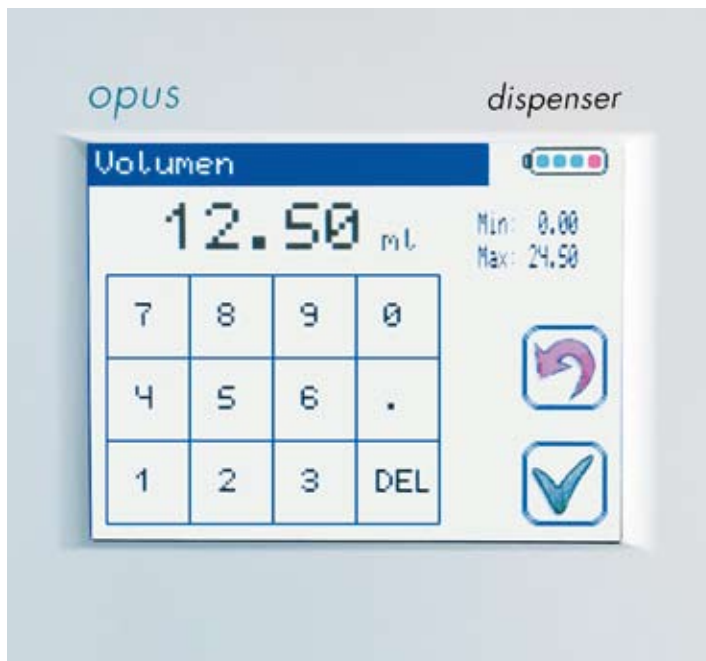 opus dispenser
Volumen
12.50 ml
Min: 0.00
Max: 24.50
7 8 9 0
4 5 6 .
1 2 3 DEL